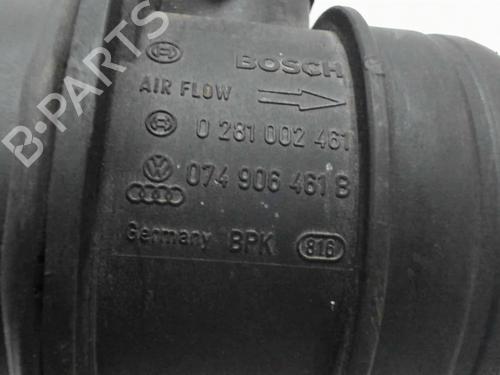 BOSCH
AIR FLOW
0 281 002 461
074 906 461 B
Germany BPK 816
B-PARTS